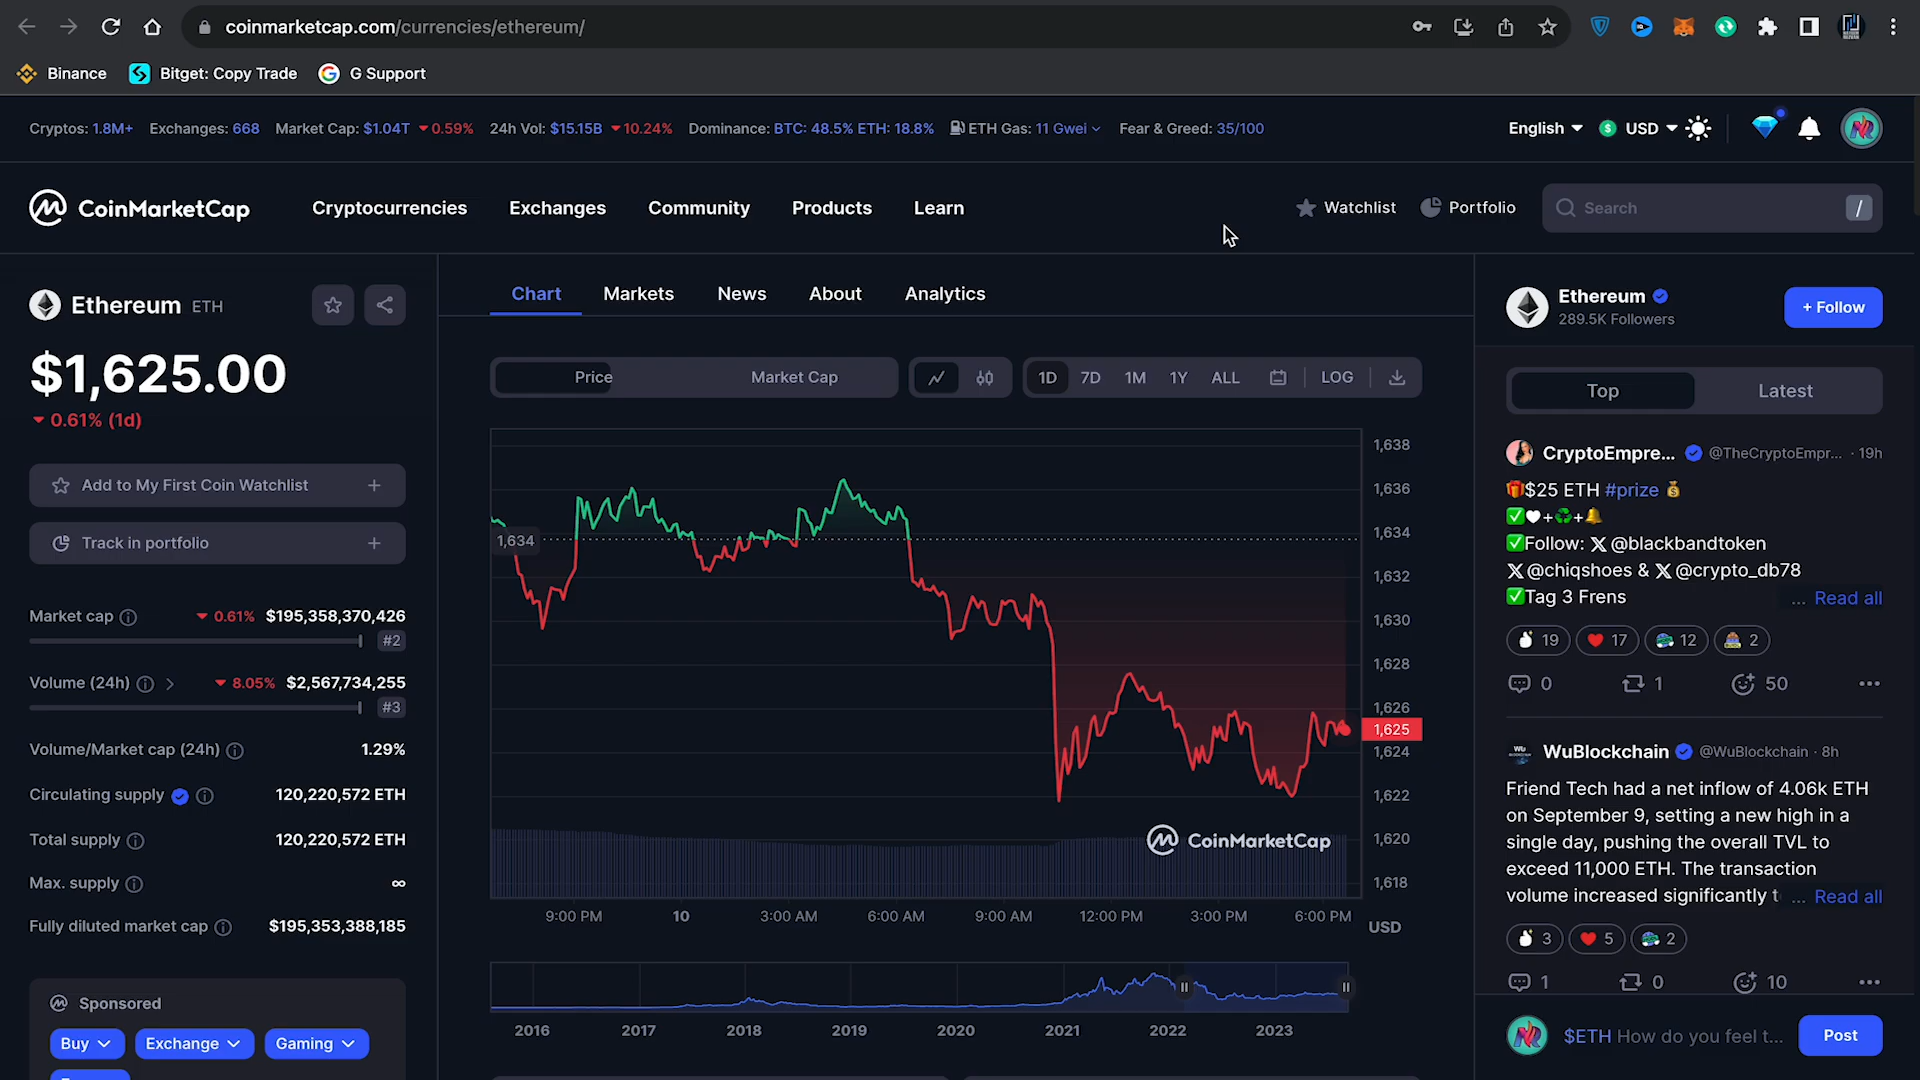 coinmarketcap.com/currencies/ethereum/
Binance Bitget: Copy Trade G Support
Cryptos: 1.8M+ Exchanges: 668 Market Cap: $1.04T 0.59% 24h Vol: $15.15B 10.24% Dominance: BTC: 48.5% ETH: 18.8% ETH Gas: 11 Gwei Fear & Greed: 35/100
English USD
CoinMarketCap Cryptocurrencies Exchanges Community Products Learn
Watchlist Portfolio Search /
Ethereum ETH
$1,625.00
0.61% (1d)
Add to My First Coin Watchlist +
Track in portfolio +
Market cap 0.61% $195,358,370,426
#2
Volume (24h) 8.05% $2,567,734,255
#3
Volume/Market cap (24h) 1.29%
Circulating supply 120,220,572 ETH
Total supply 120,220,572 ETH
Max. supply ∞
Fully diluted market cap $195,353,388,185
Sponsored
Buy Exchange Gaming
Chart Markets News About Analytics
Price Market Cap 1D 7D 1M 1Y ALL LOG
1,638
1,636
1,634
1,634
1,632
1,630
1,628
1,626
1,625
1,624
1,622
1,620
1,618
CoinMarketCap
9:00 PM 10 3:00 AM 6:00 AM 9:00 AM 12:00 PM 3:00 PM 6:00 PM
USD
2016 2017 2018 2019 2020 2021 2022 2023
Ethereum
289.5K Followers
+ Follow
Top Latest
CryptoEmpre... @TheCryptoEmpr... · 19h
🎁$25 ETH #prize 💰
✅🤍+♻️+🔔
✅Follow: 𝕏 @blackbandtoken
𝕏 @chiqshoes & 𝕏 @crypto_db78
✅Tag 3 Frens ... Read all
19 17 12 2
0 1 50 ...
WuBlockchain @WuBlockchain · 8h
Friend Tech had a net inflow of 4.06k ETH
on September 9, setting a new high in a
single day, pushing the overall TVL to
exceed 11,000 ETH. The transaction
volume increased significantly t ... Read all
3 5 2
1 0 10 ...
$ETH How do you feel t...
Post